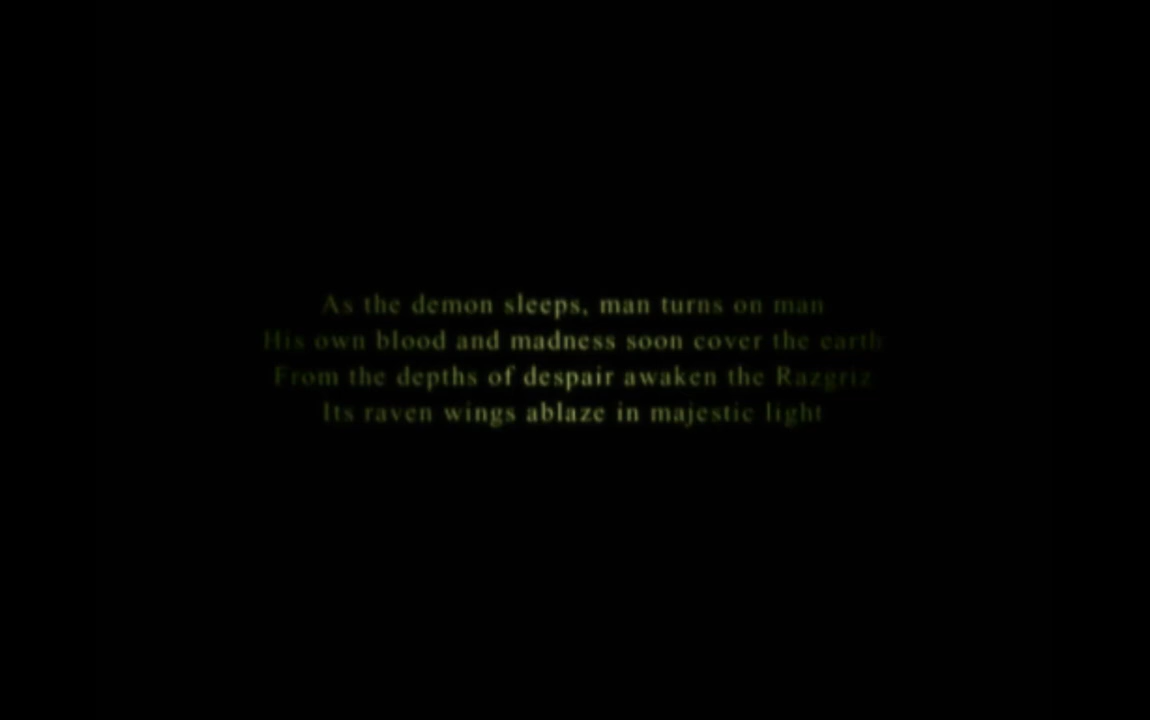 As the demon sleeps, man turns on man
His own blood and madness soon cover the earth
From the depths of despair awaken the Razgriz
Its raven wings ablaze in majestic light